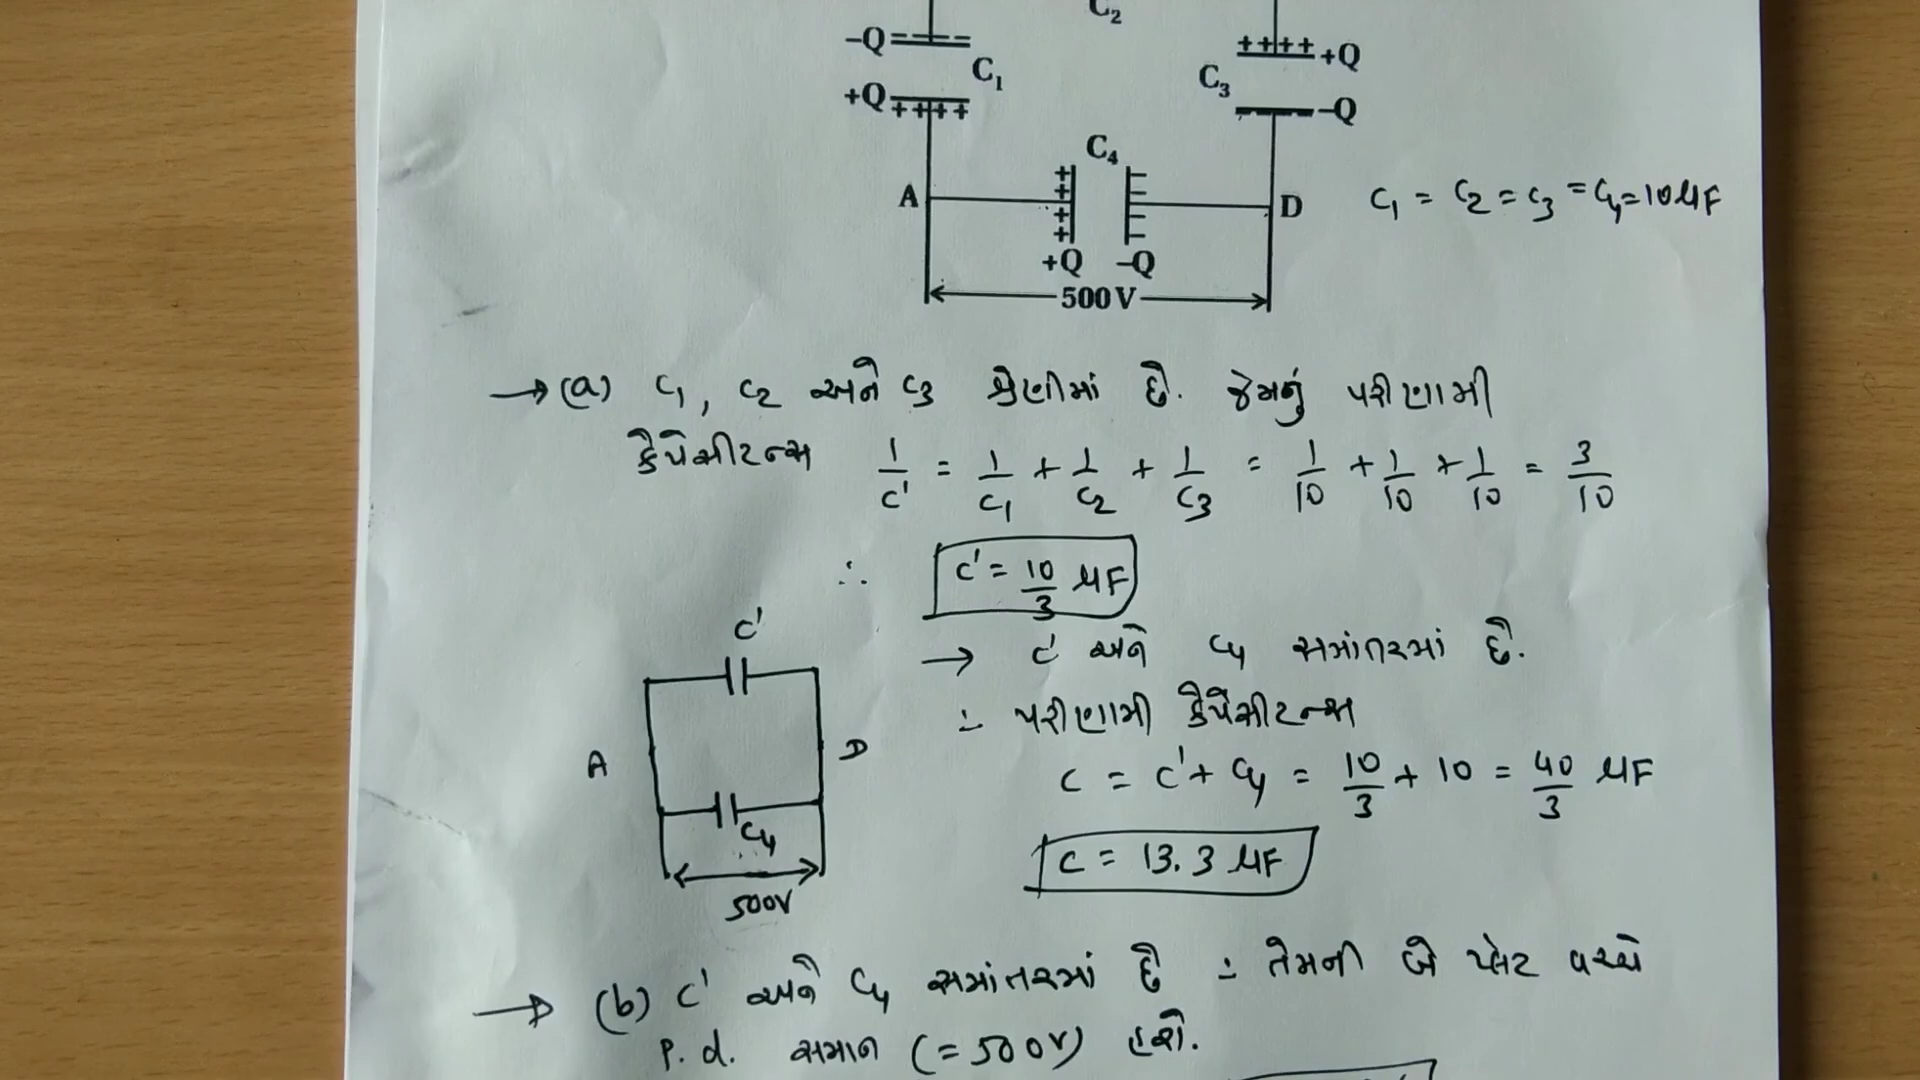 C₂
-Q C₁ C₃ ++++ +Q
+Q ++++ -Q
C₄
A D C₁ = C₂ = C₃ = C₄ = 10 μF
+Q -Q
500 V
→ (a) C₁, C₂ અને C₃ શ્રેણીમાં છે. જેમનું પરીણામી
કેપેસીટન્સ 1/C' = 1/C₁ + 1/C₂ + 1/C₃ = 1/10 + 1/10 + 1/10 = 3/10
∴ C' = 10/3 μF
C'
→ C' અને C₄ સમાંતરમાં છે.
∴ પરીણામી કેપેસીટન્સ
A D C = C' + C₄ = 10/3 + 10 = 40/3 μF
C₄
C = 13.3 μF
500V
→ (b) C' અને C₄ સમાંતરમાં છે ∴ તેમની બે પ્લેટ વચ્ચે
p.d. સમાન (= 500V) હશે.